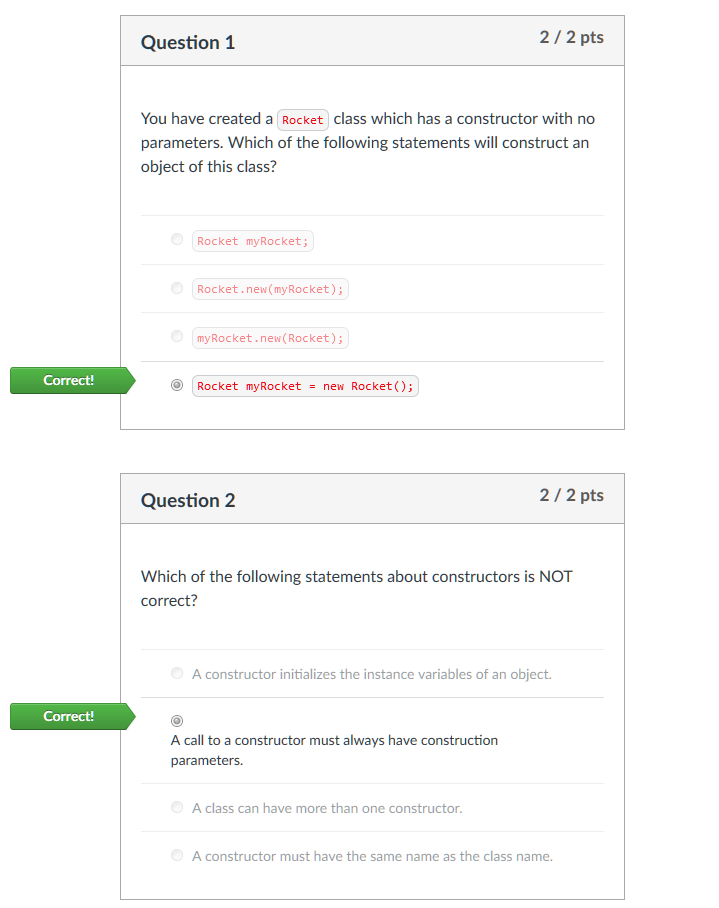 Question 1
2 / 2 pts
You have created a Rocket class which has a constructor with no
parameters. Which of the following statements will construct an
object of this class?
Rocket myRocket;
Rocket.new(myRocket);
myRocket.new(Rocket);
Correct!
Rocket myRocket = new Rocket();
Question 2
2 / 2 pts
Which of the following statements about constructors is NOT
correct?
A constructor initializes the instance variables of an object.
Correct!
A call to a constructor must always have construction
parameters.
A class can have more than one constructor.
A constructor must have the same name as the class name.